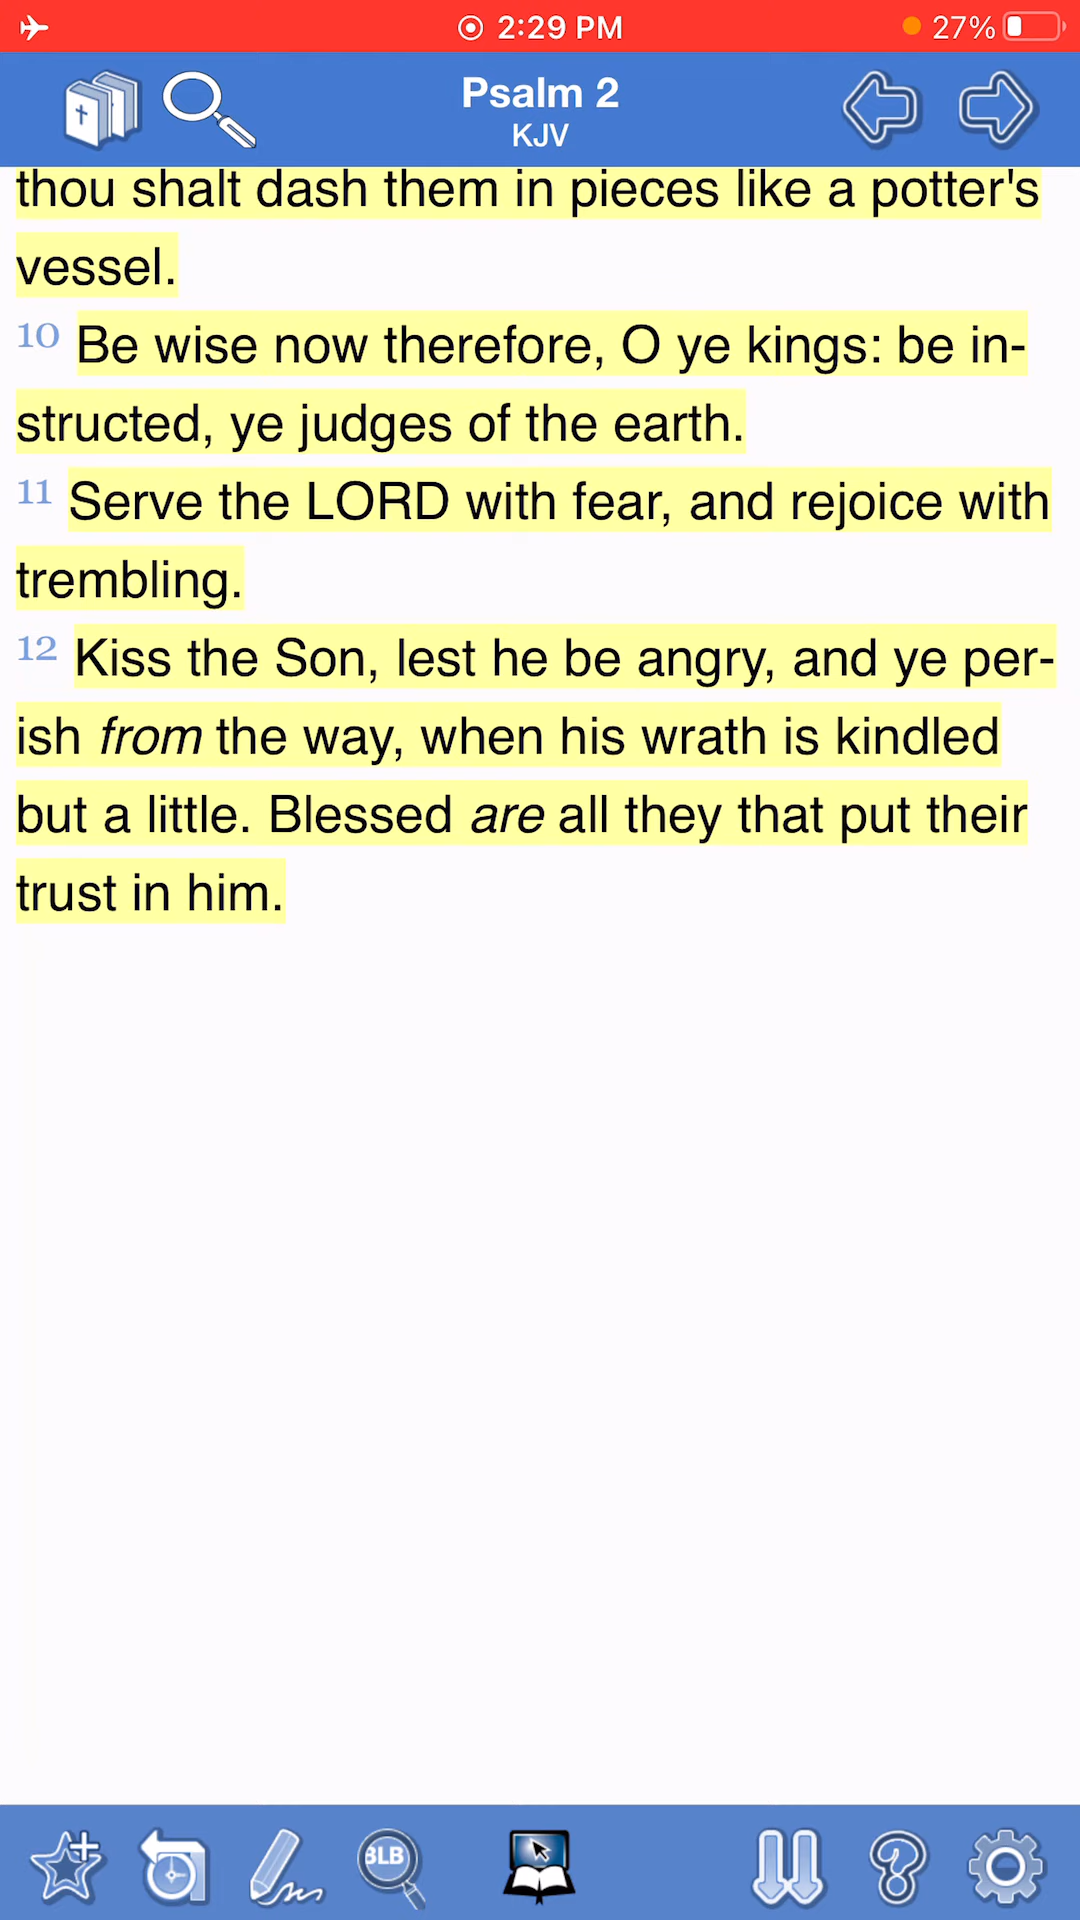 2:29 PM
27%
Psalm 2
KJV
thou shalt dash them in pieces like a potter's
vessel.
10 Be wise now therefore, O ye kings: be in-
structed, ye judges of the earth.
11 Serve the LORD with fear, and rejoice with
trembling.
12 Kiss the Son, lest he be angry, and ye per-
ish from the way, when his wrath is kindled
but a little. Blessed are all they that put their
trust in him.
BLB